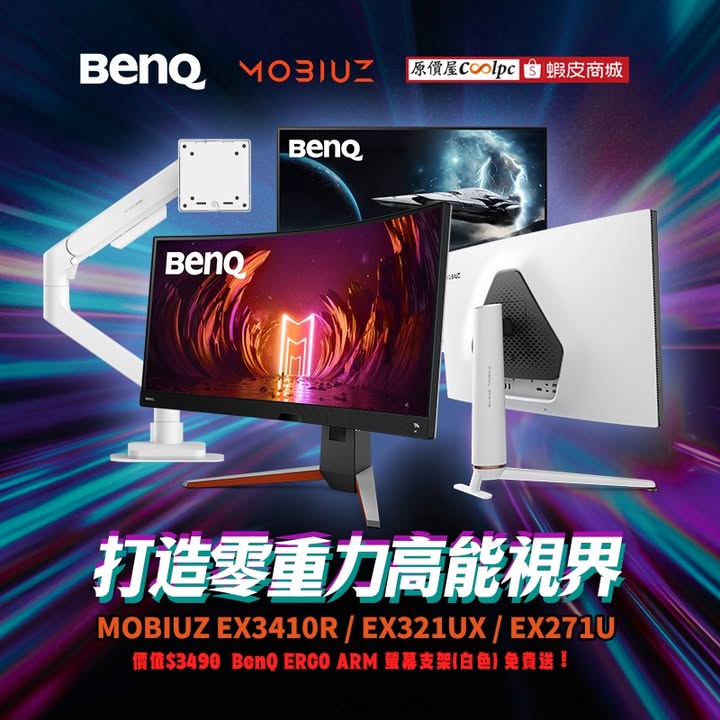 BenQ MOBIUZ 原價屋Coolpc 蝦皮商城
BenQ
BenQ
MOBIUZ
BenQ
打造零重力高能視界
MOBIUZ EX3410R / EX321UX / EX271U
價值$3490 BenQ ERGO ARM 螢幕支架(白色) 免費送！